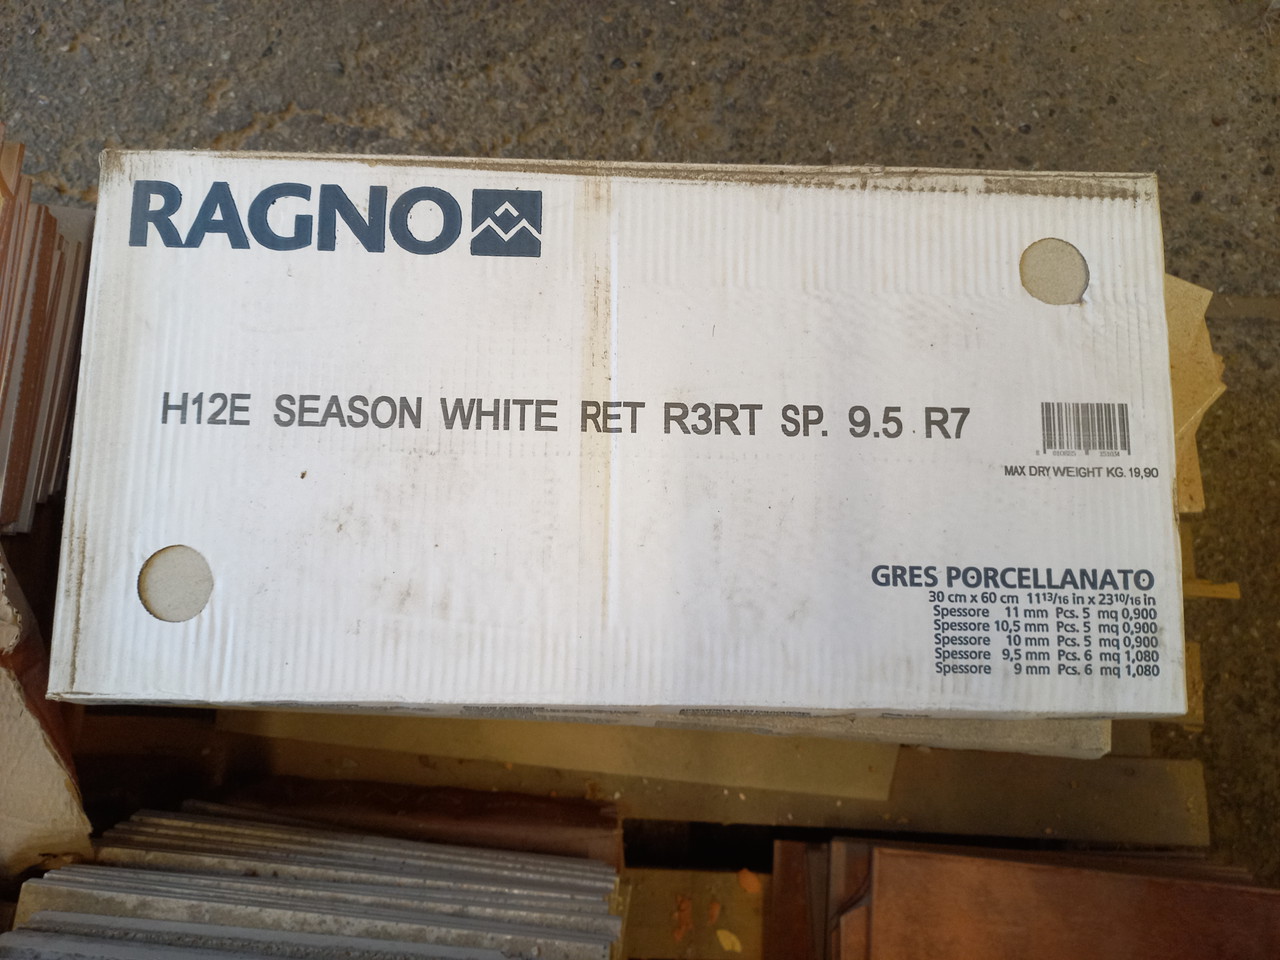 RAGNO
H12E SEASON WHITE RET R3RT SP. 9.5 R7
MAX DRY WEIGHT KG. 19,90
GRES PORCELLANATO
30 cm x 60 cm 11 13/16 in x 23 10/16 in
Spessore 11 mm Pcs. 5 mq 0,900
Spessore 10,5 mm Pcs. 5 mq 0,900
Spessore 10 mm Pcs. 5 mq 0,900
Spessore 9,5 mm Pcs. 6 mq 1,080
Spessore 9 mm Pcs. 6 mq 1,080